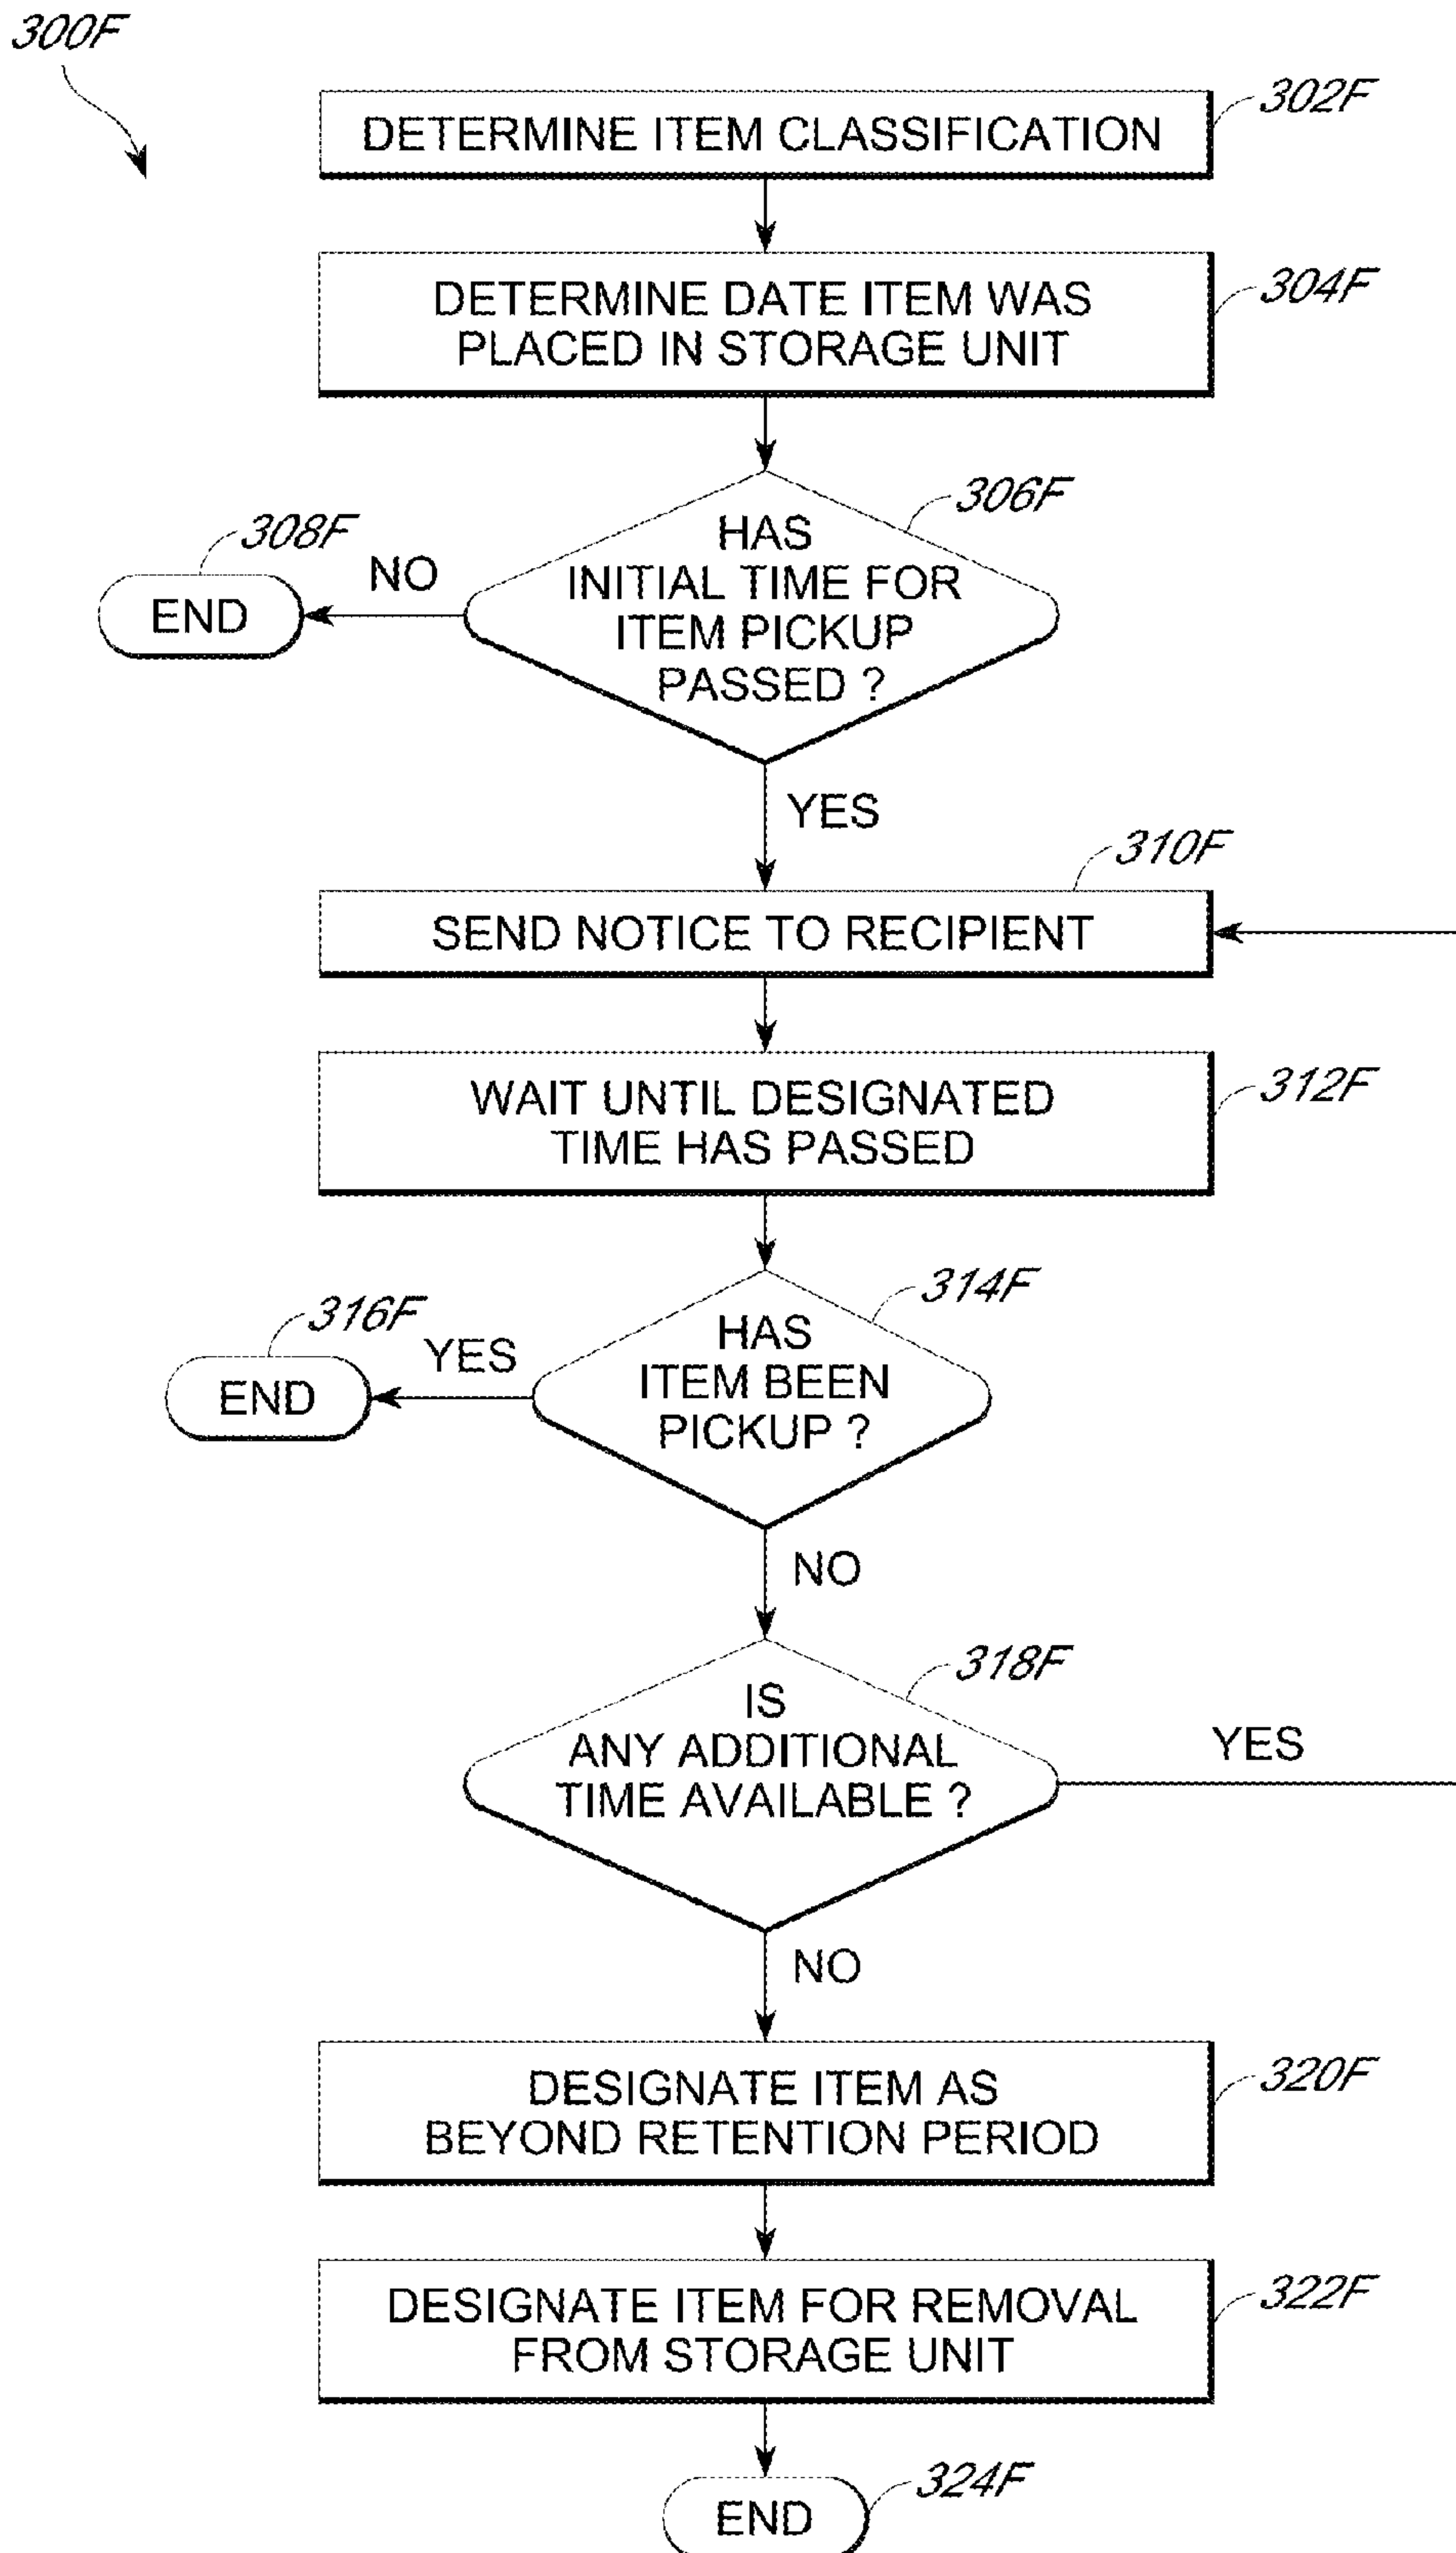 300F
302F
DETERMINE ITEM CLASSIFICATION
304F
DETERMINE DATE ITEM WAS
PLACED IN STORAGE UNIT
306F
HAS
INITIAL TIME FOR
ITEM PICKUP
PASSED ?
308F
NO
END
YES
310F
SEND NOTICE TO RECIPIENT
312F
WAIT UNTIL DESIGNATED
TIME HAS PASSED
314F
HAS
ITEM BEEN
PICKUP ?
316F
YES
END
NO
318F
IS
ANY ADDITIONAL
TIME AVAILABLE ?
YES
NO
320F
DESIGNATE ITEM AS
BEYOND RETENTION PERIOD
322F
DESIGNATE ITEM FOR REMOVAL
FROM STORAGE UNIT
324F
END